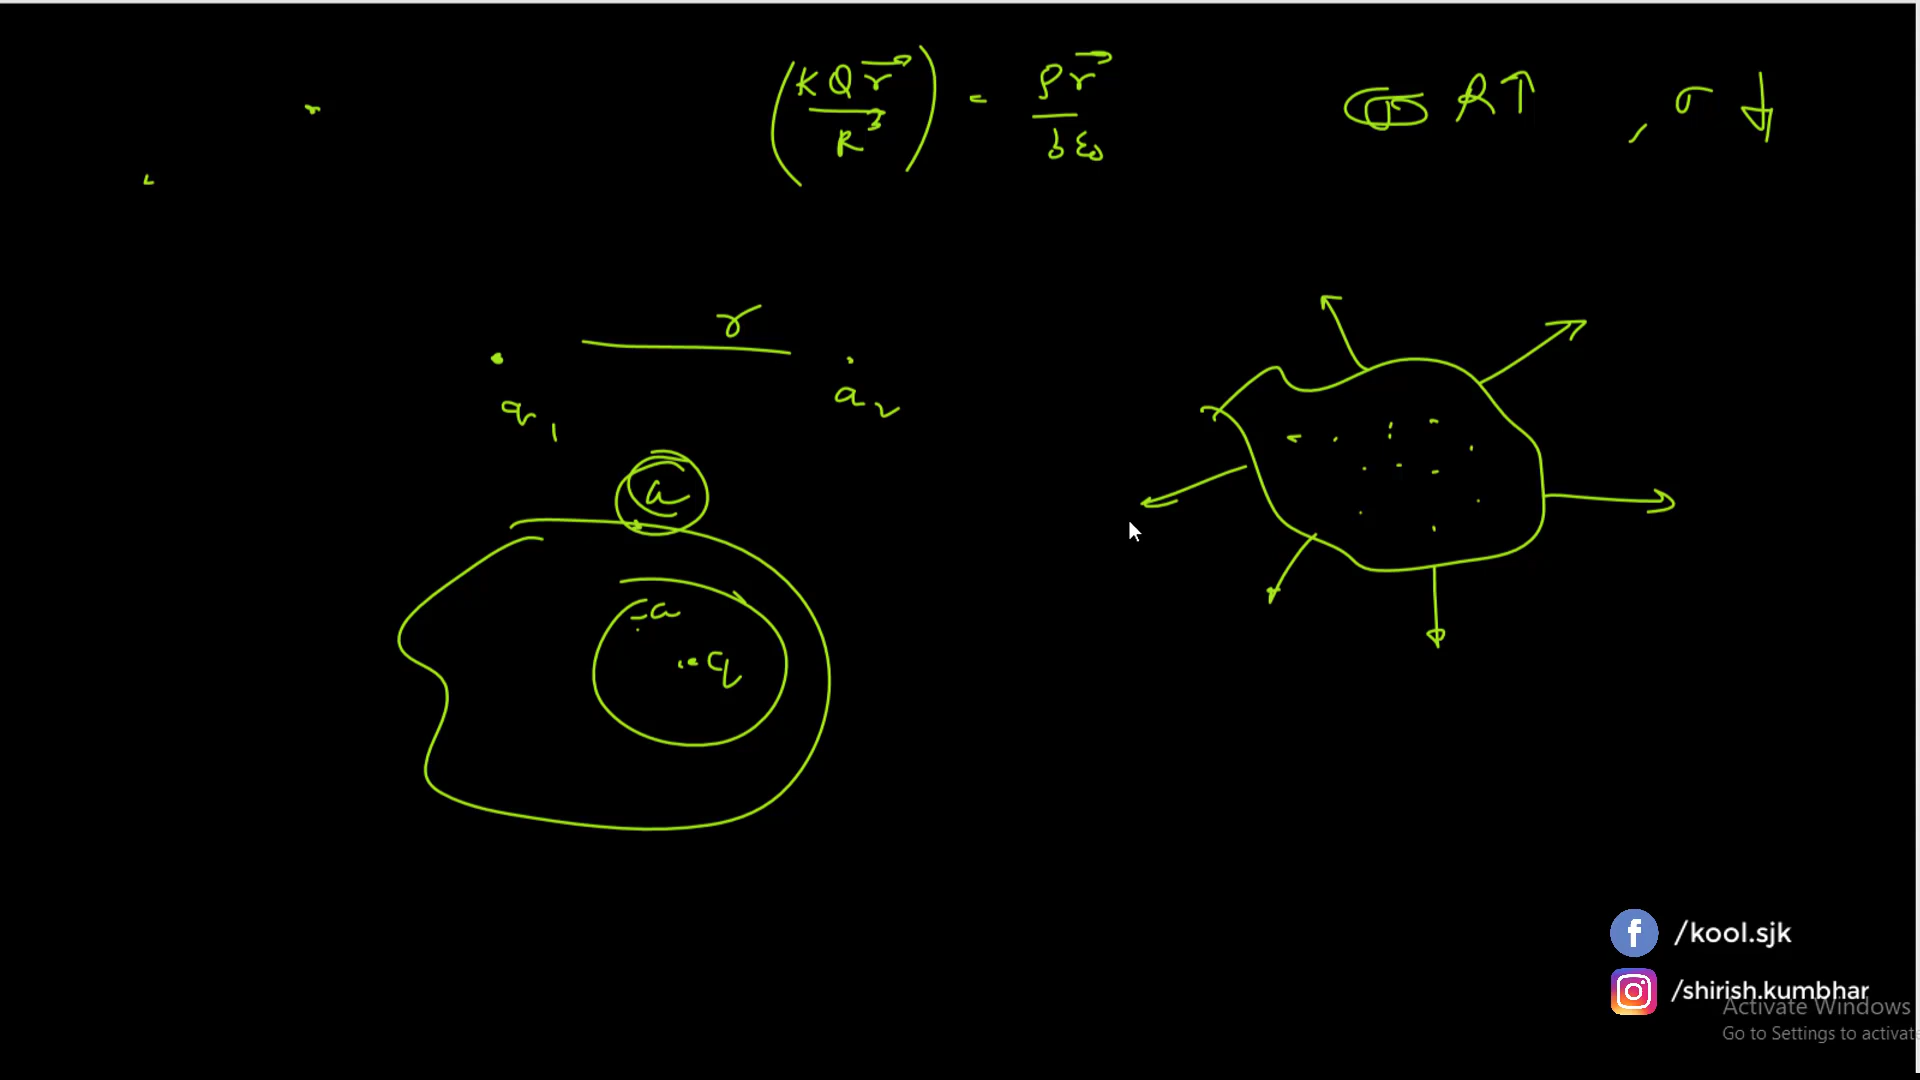 (KQr⃗ / R³) = ρr⃗ / 3ε₀
R↑ , σ ↓
r
q₁
q₂
a
-a
q
/kool.sjk
/shirish.kumbhar
Activate Windows
Go to Settings to activat